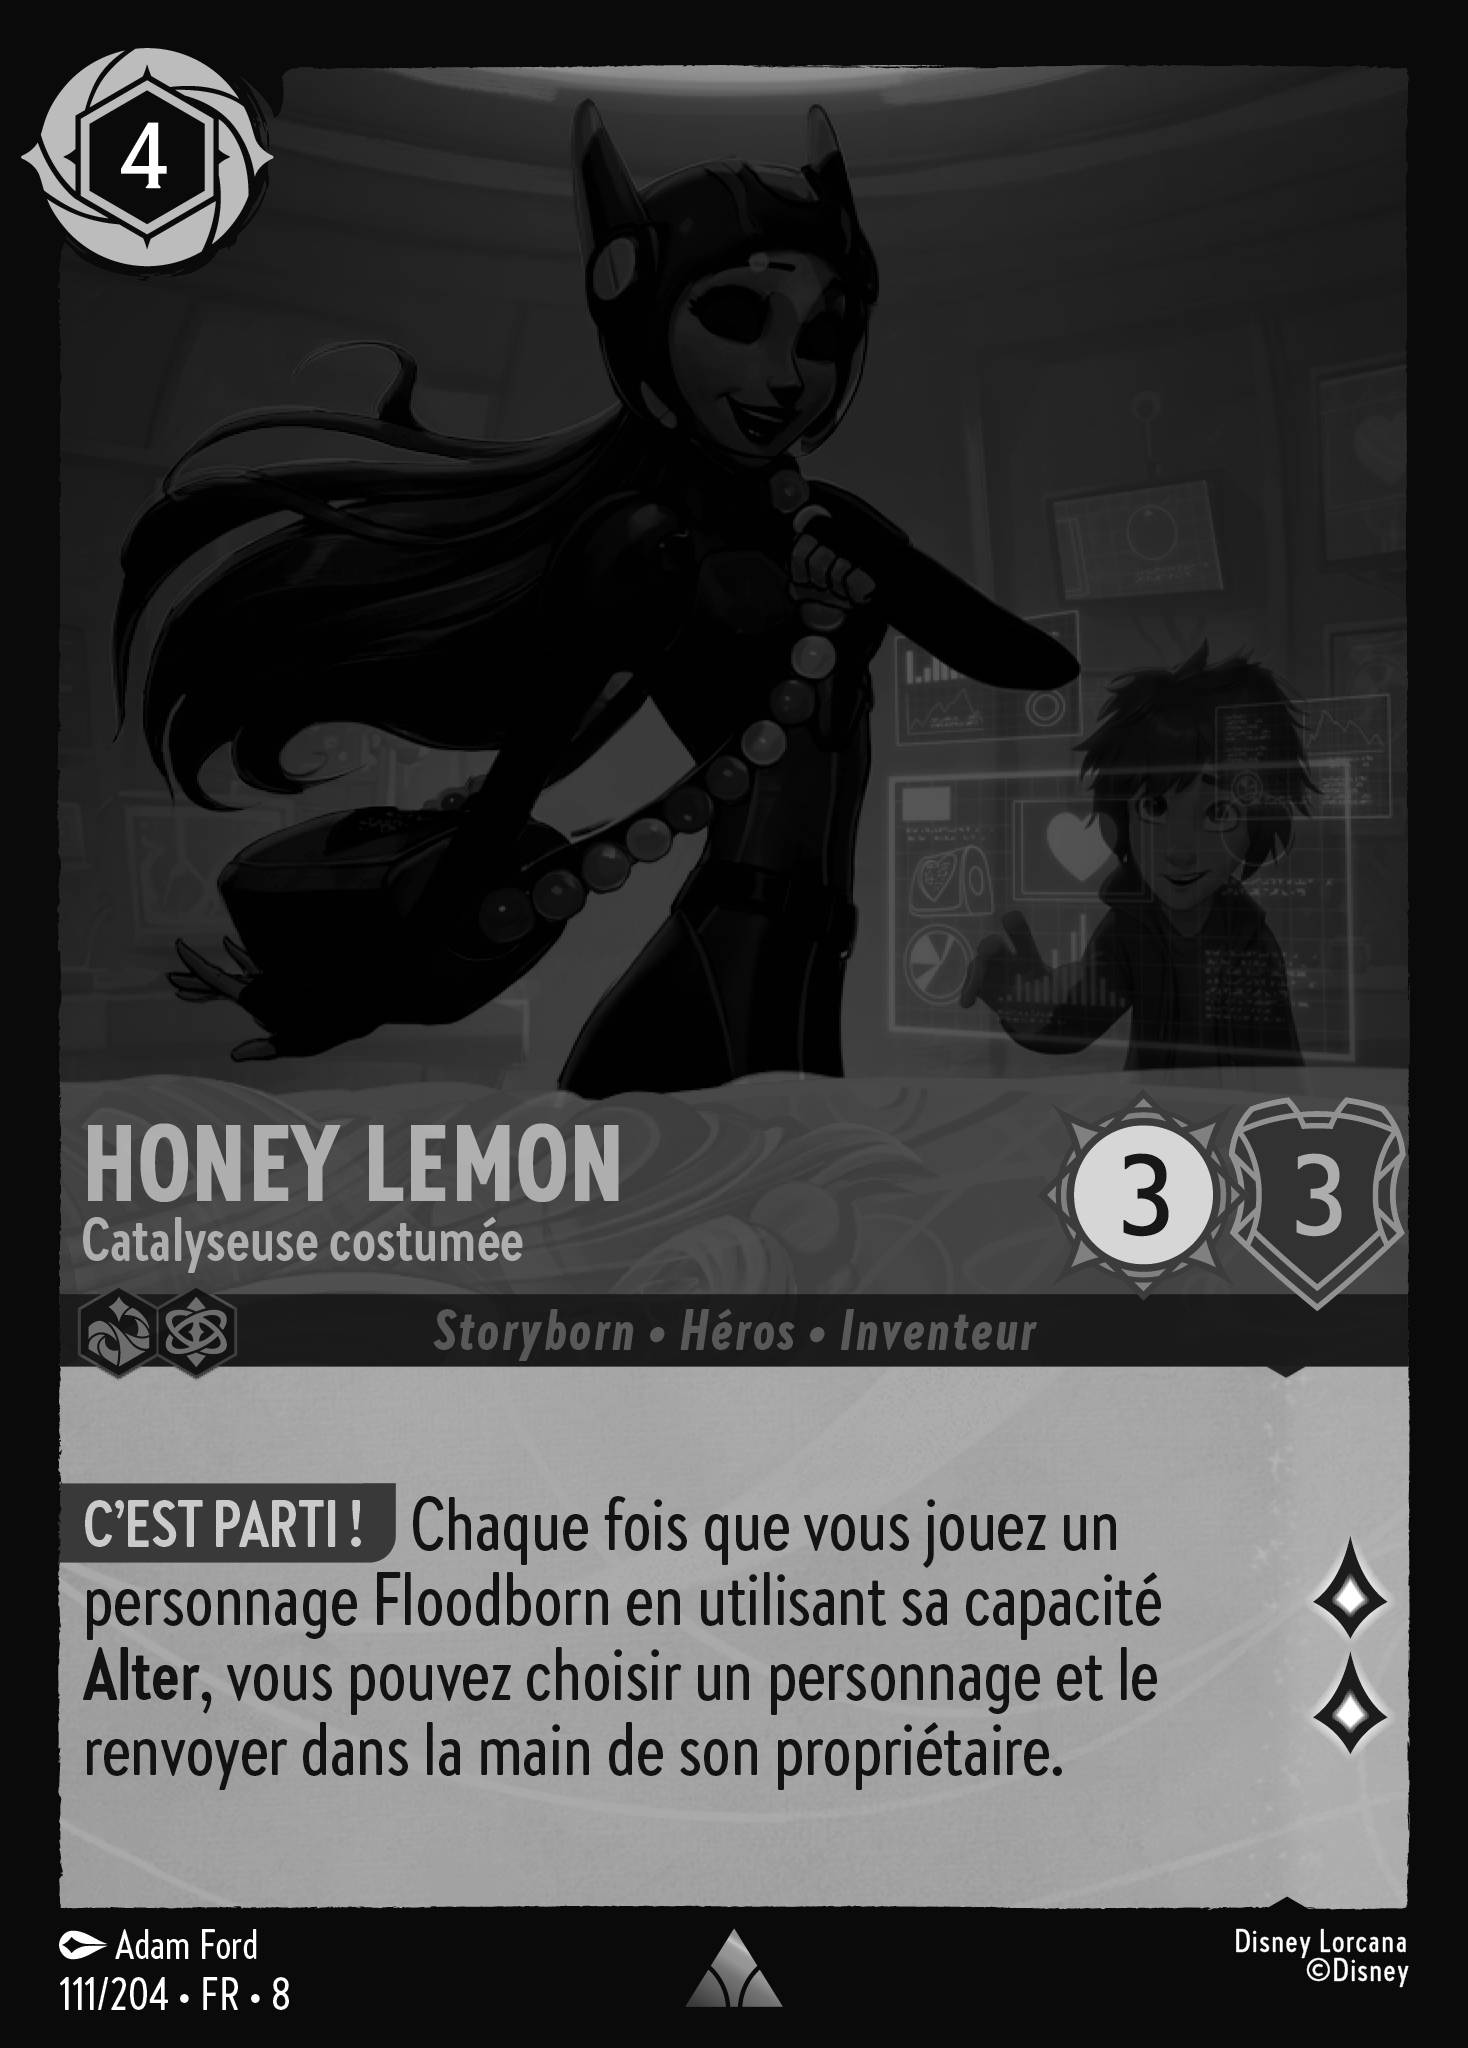 4
HONEY LEMON
Catalyseuse costumée
3 3
Storyborn • Héros • Inventeur
C'EST PARTI ! Chaque fois que vous jouez un
personnage Floodborn en utilisant sa capacité
Alter, vous pouvez choisir un personnage et le
renvoyer dans la main de son propriétaire.
Adam Ford
111/204 • FR • 8
Disney Lorcana
©Disney